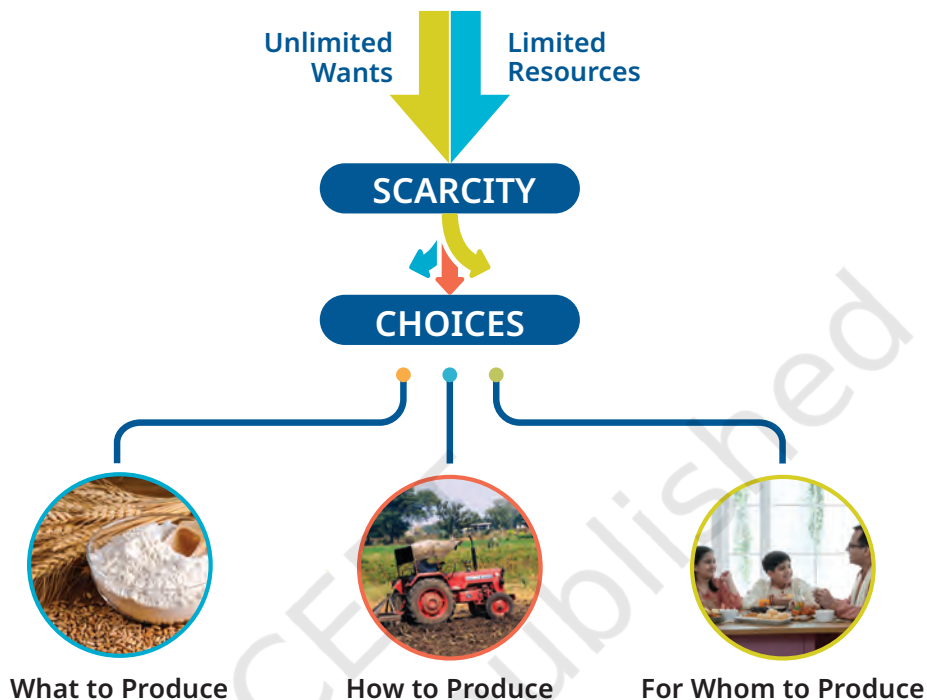 Unlimited
Wants
Limited
Resources
SCARCITY
CHOICES
What to Produce
How to Produce
For Whom to Produce